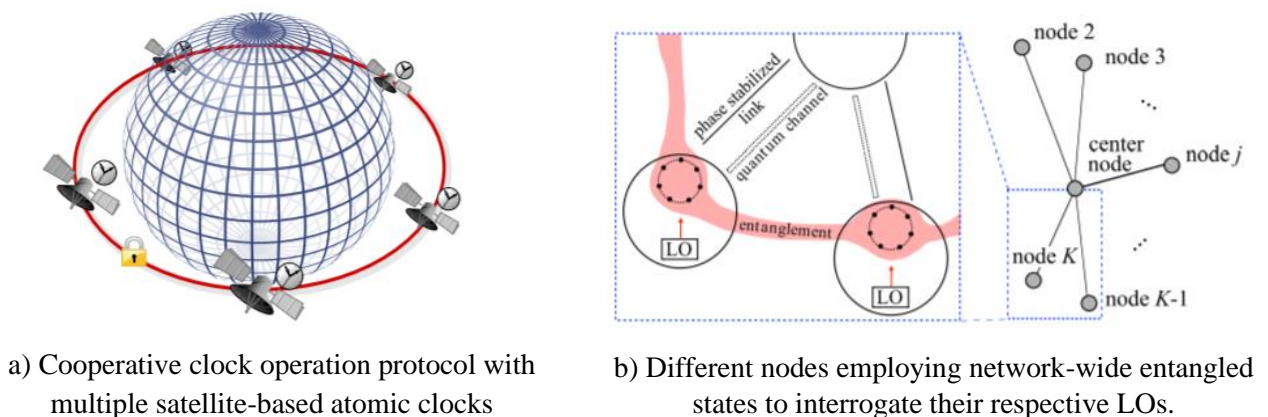 node 2
node 3
phase stabilized
link
quantum channel
center
node
node j
LO
entanglement
LO
node K
node K-1
a) Cooperative clock operation protocol with
multiple satellite-based atomic clocks
b) Different nodes employing network-wide entangled
states to interrogate their respective LOs.